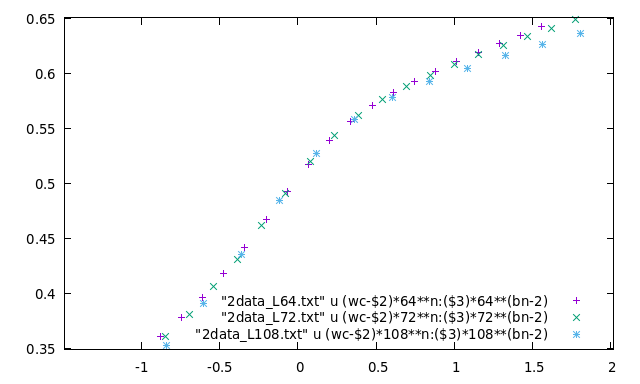 0.65
0.6
0.55
0.5
0.45
0.4
0.35
"2data_L64.txt" u (wc-$2)*64**n:($3)*64**(bn-2)
"2data_L72.txt" u (wc-$2)*72**n:($3)*72**(bn-2)
"2data_L108.txt" u (wc-$2)*108**n:($3)*108**(bn-2)
-1 -0.5 0 0.5 1 1.5 2